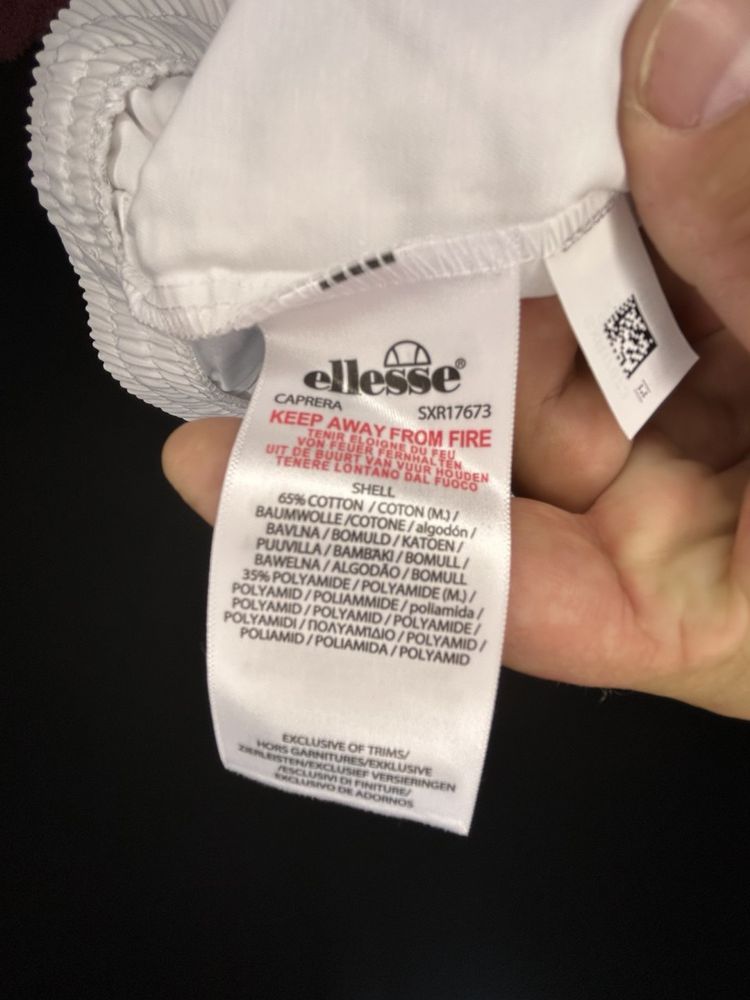 ellesse®
CAPRERA SXR17673
KEEP AWAY FROM FIRE
TENIR ELOIGNE DU FEU
VON FEUER FERNHALTEN
UIT DE BUURT VAN VUUR HOUDEN
TENERE LONTANO DAL FUOCO
SHELL
65% COTTON / COTON (M.) /
BAUMWOLLE /COTONE / algodón /
BAVLNA / BOMULD / KATOEN /
PUUVILLA / BAMBAKI / BOMULL /
BAWELNA / ALGODÃO / BOMULL
35% POLYAMIDE / POLYAMIDE (M.) /
POLYAMID / POLIAMMIDE / poliamida /
POLYAMID / POLYAMID / POLYAMIDE /
POLYAMIDI / ΠΟΛΥΑΜΙΔΙΟ / POLYAMID /
POLIAMID / POLIAMIDA / POLYAMID
EXCLUSIVE OF TRIMS/
HORS GARNITURES/EXKLUSIVE
ZIERLEISTEN/EXCLUSIEF VERSIERINGEN
/ESCLUSIVI DI FINITURE/
EXCLUSIVO DE ADORNOS